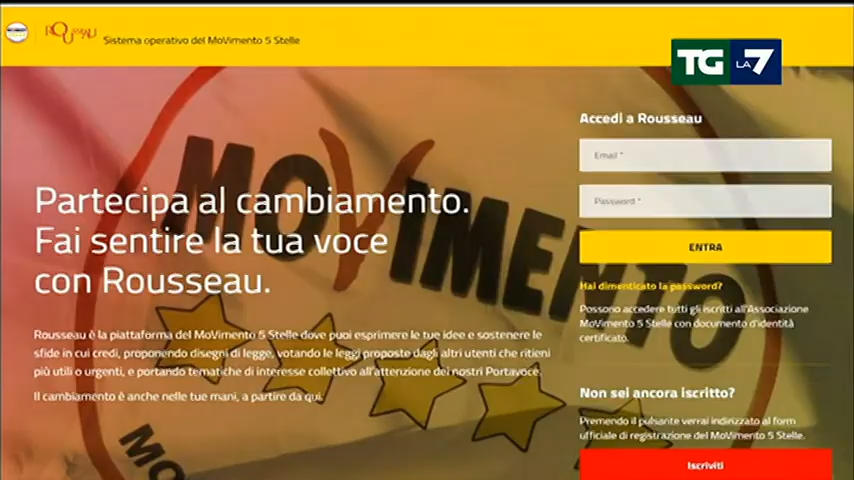 ROUSSEAU
Sistema operativo del MoVimento 5 Stelle
TG LA 7
Accedi a Rousseau
Email *
Password *
ENTRA
Hai dimenticato la password?
Possono accedere tutti gli iscritti all'Associazione
MoVimento 5 Stelle con documento d'identità
certificato.
Non sei ancora iscritto?
Premendo il pulsante verrai indirizzato al form
ufficiale di registrazione del MoVimento 5 Stelle.
Iscriviti
MOVIMENTO
Partecipa al cambiamento.
Fai sentire la tua voce
con Rousseau.
Rousseau è la piattaforma del MoVimento 5 Stelle dove puoi esprimere le tue idee e sostenere le
sfide in cui credi, proponendo disegni di legge, votando le leggi proposte dagli altri utenti che ritieni
più utili o urgenti, e portando tematiche di interesse collettivo all'attenzione dei nostri Portavoce.
Il cambiamento è anche nelle tue mani, a partire da qui.
MO